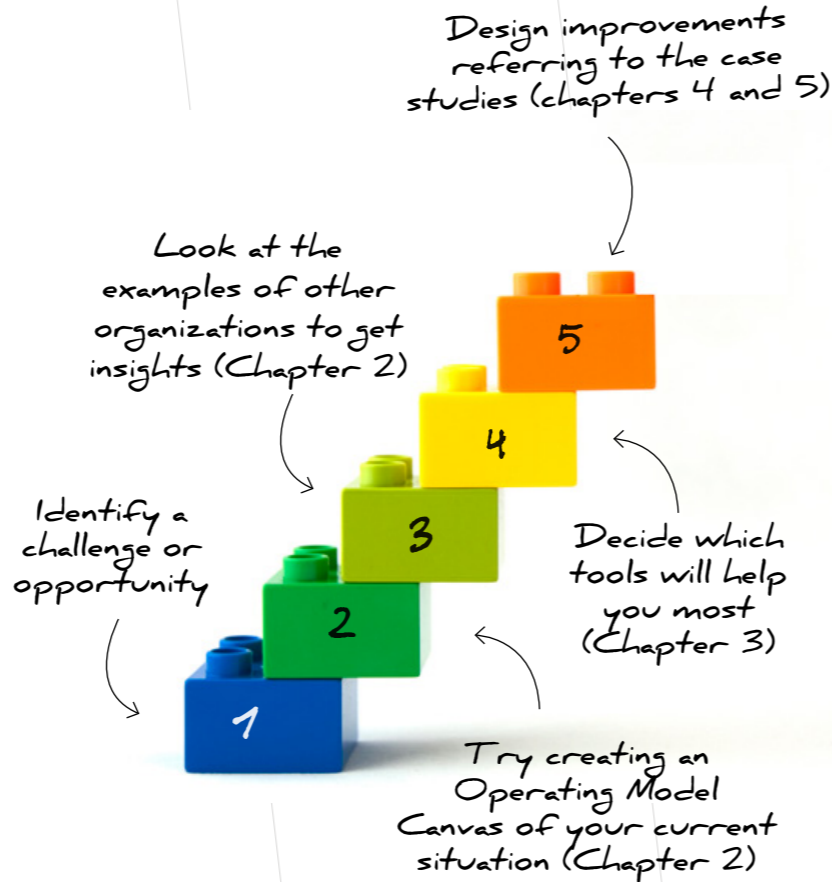 Design improvements
referring to the case
studies (chapters 4 and 5)
Look at the
examples of other
organizations to get
insights (Chapter 2)
5
4
Identify a
challenge or
opportunity
3
Decide which
tools will help
you most
(Chapter 3)
2
1
Try creating an
Operating Model
Canvas of your current
situation (Chapter 2)